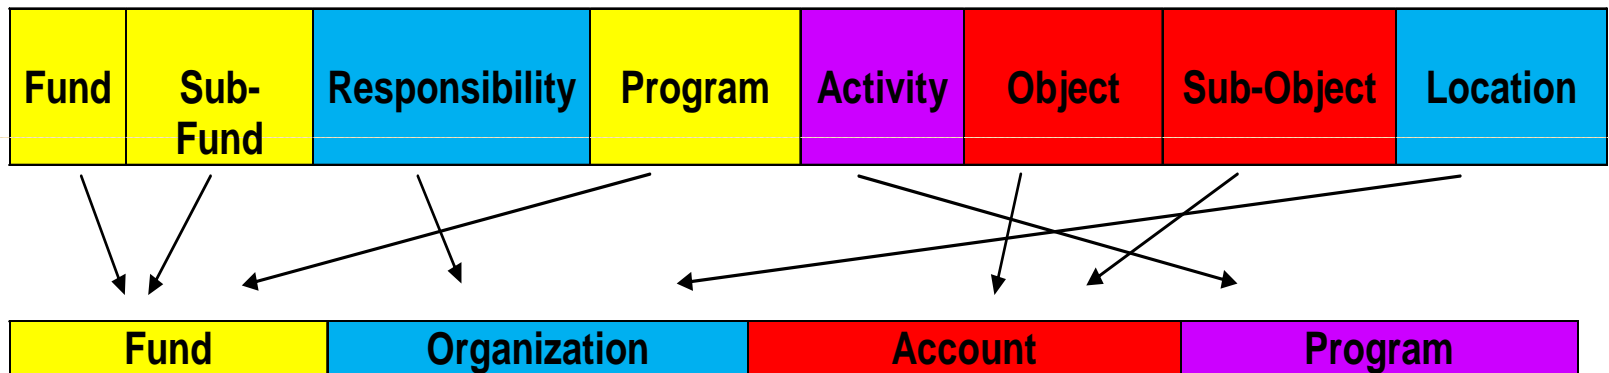 Fund Sub- Responsibility Program Activity Object Sub-Object Location
Fund
Fund Organization Account Program